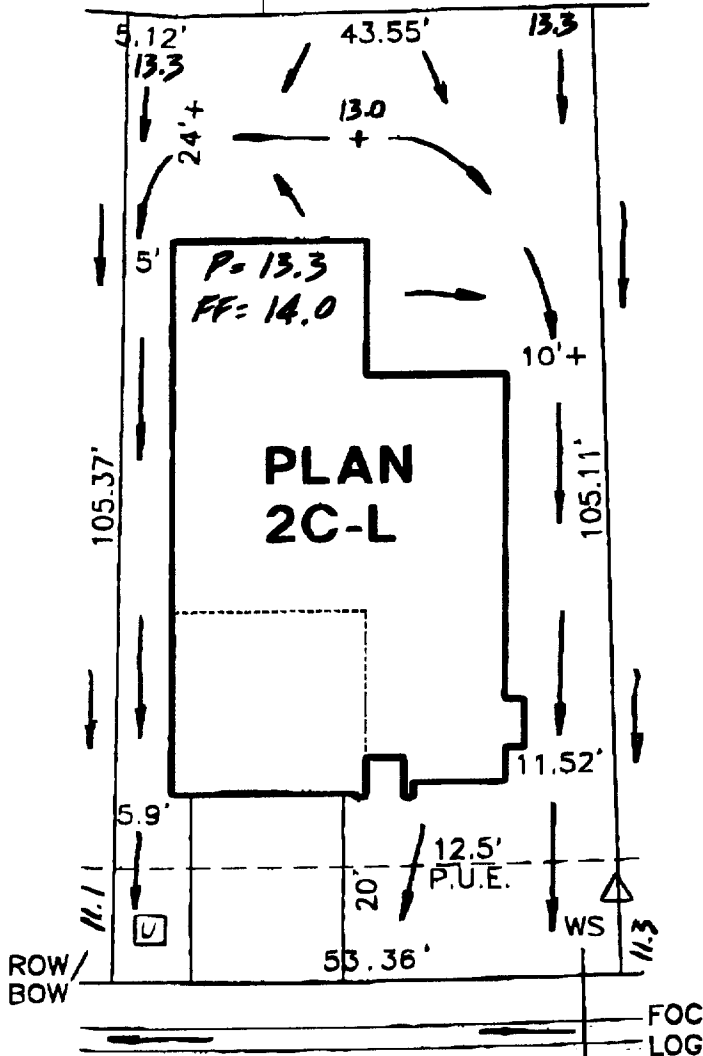 5.12' 43.55' 13.3
13.3
24'+
13.0
+
5'
P= 13.3
FF= 14.0
10'+
PLAN
2C-L
105.37'
105.11'
11.52'
5.9'
12.5'
P.U.E.
20'
11.1
U
WS
11.3
ROW/
BOW
53.36'
FOC
LOG